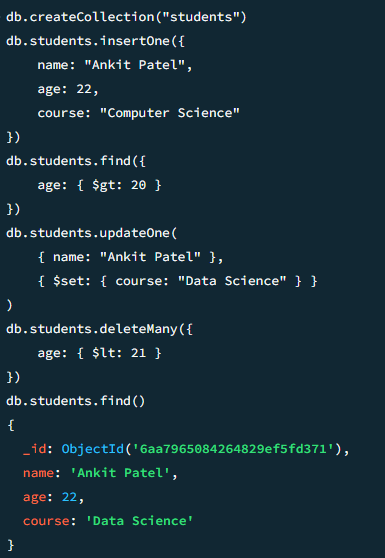 db.createCollection("students")
db.students.insertOne({
    name: "Ankit Patel",
    age: 22,
    course: "Computer Science"
})
db.students.find({
    age: { $gt: 20 }
})
db.students.updateOne(
    { name: "Ankit Patel" },
    { $set: { course: "Data Science" } }
)
db.students.deleteMany({
    age: { $lt: 21 }
})
db.students.find()
{
  _id: ObjectId('6aa7965084264829ef5fd371'),
  name: 'Ankit Patel',
  age: 22,
  course: 'Data Science'
}